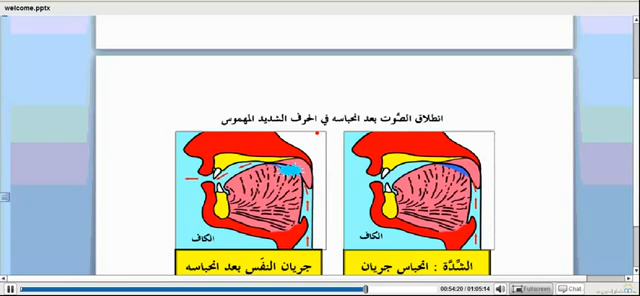 welcome.pptx
انطلاق الصَّوت بعد انحباسه في الحرف الشديد المهموس
الكاف
الكاف
الشدَّة : انحباس جريان
جريان النفَس بعد انحباسه
00:54:20 / 01:05:14
Fullscreen
Chat